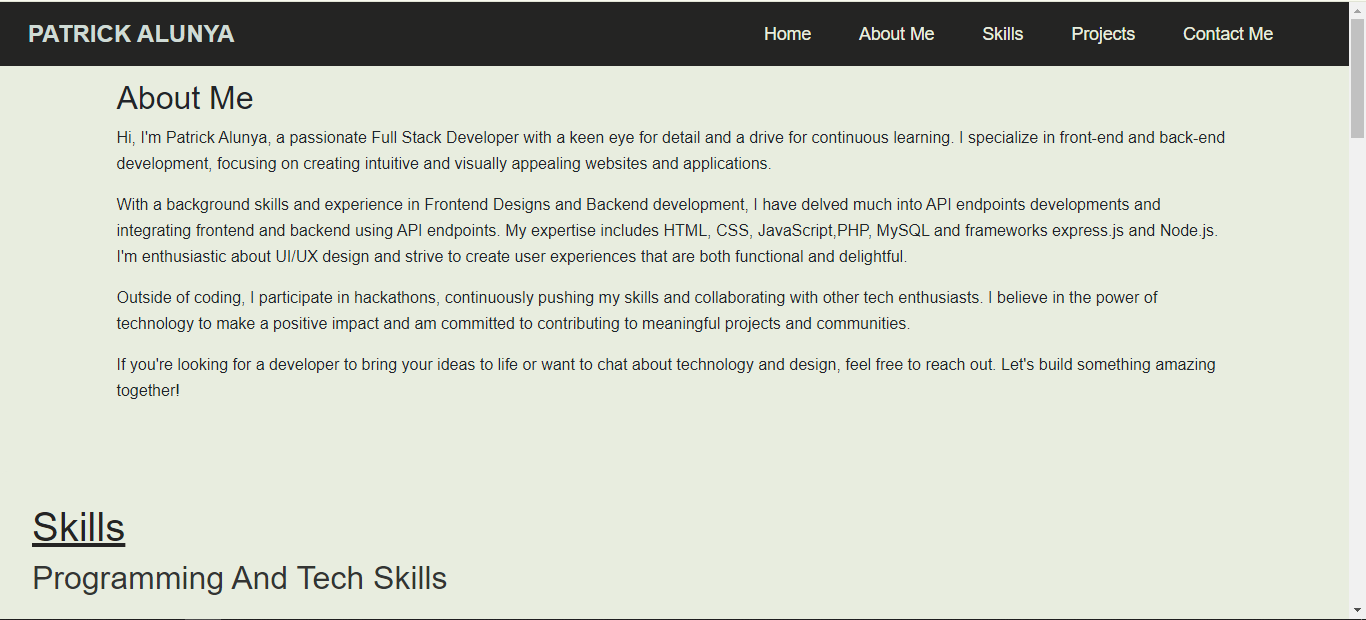 PATRICK ALUNYA
Home About Me Skills Projects Contact Me
About Me
Hi, I'm Patrick Alunya, a passionate Full Stack Developer with a keen eye for detail and a drive for continuous learning. I specialize in front-end and back-end
development, focusing on creating intuitive and visually appealing websites and applications.
With a background skills and experience in Frontend Designs and Backend development, I have delved much into API endpoints developments and
integrating frontend and backend using API endpoints. My expertise includes HTML, CSS, JavaScript,PHP, MySQL and frameworks express.js and Node.js.
I'm enthusiastic about UI/UX design and strive to create user experiences that are both functional and delightful.
Outside of coding, I participate in hackathons, continuously pushing my skills and collaborating with other tech enthusiasts. I believe in the power of
technology to make a positive impact and am committed to contributing to meaningful projects and communities.
If you're looking for a developer to bring your ideas to life or want to chat about technology and design, feel free to reach out. Let's build something amazing
together!
Skills
Programming And Tech Skills